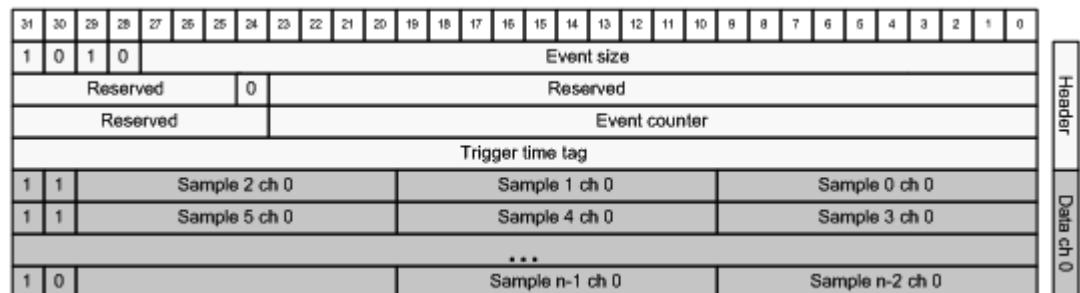 31 30 29 28 27 26 25 24 23 22 21 20 19 18 17 16 15 14 13 12 11 10 9 8 7 6 5 4 3 2 1 0
1 0 1 0 Event size
Reserved 0 Reserved
Reserved Event counter
Trigger time tag
Header
1 1 Sample 2 ch 0 Sample 1 ch 0 Sample 0 ch 0
1 1 Sample 5 ch 0 Sample 4 ch 0 Sample 3 ch 0
...
1 0 Sample n-1 ch 0 Sample n-2 ch 0
Data ch 0